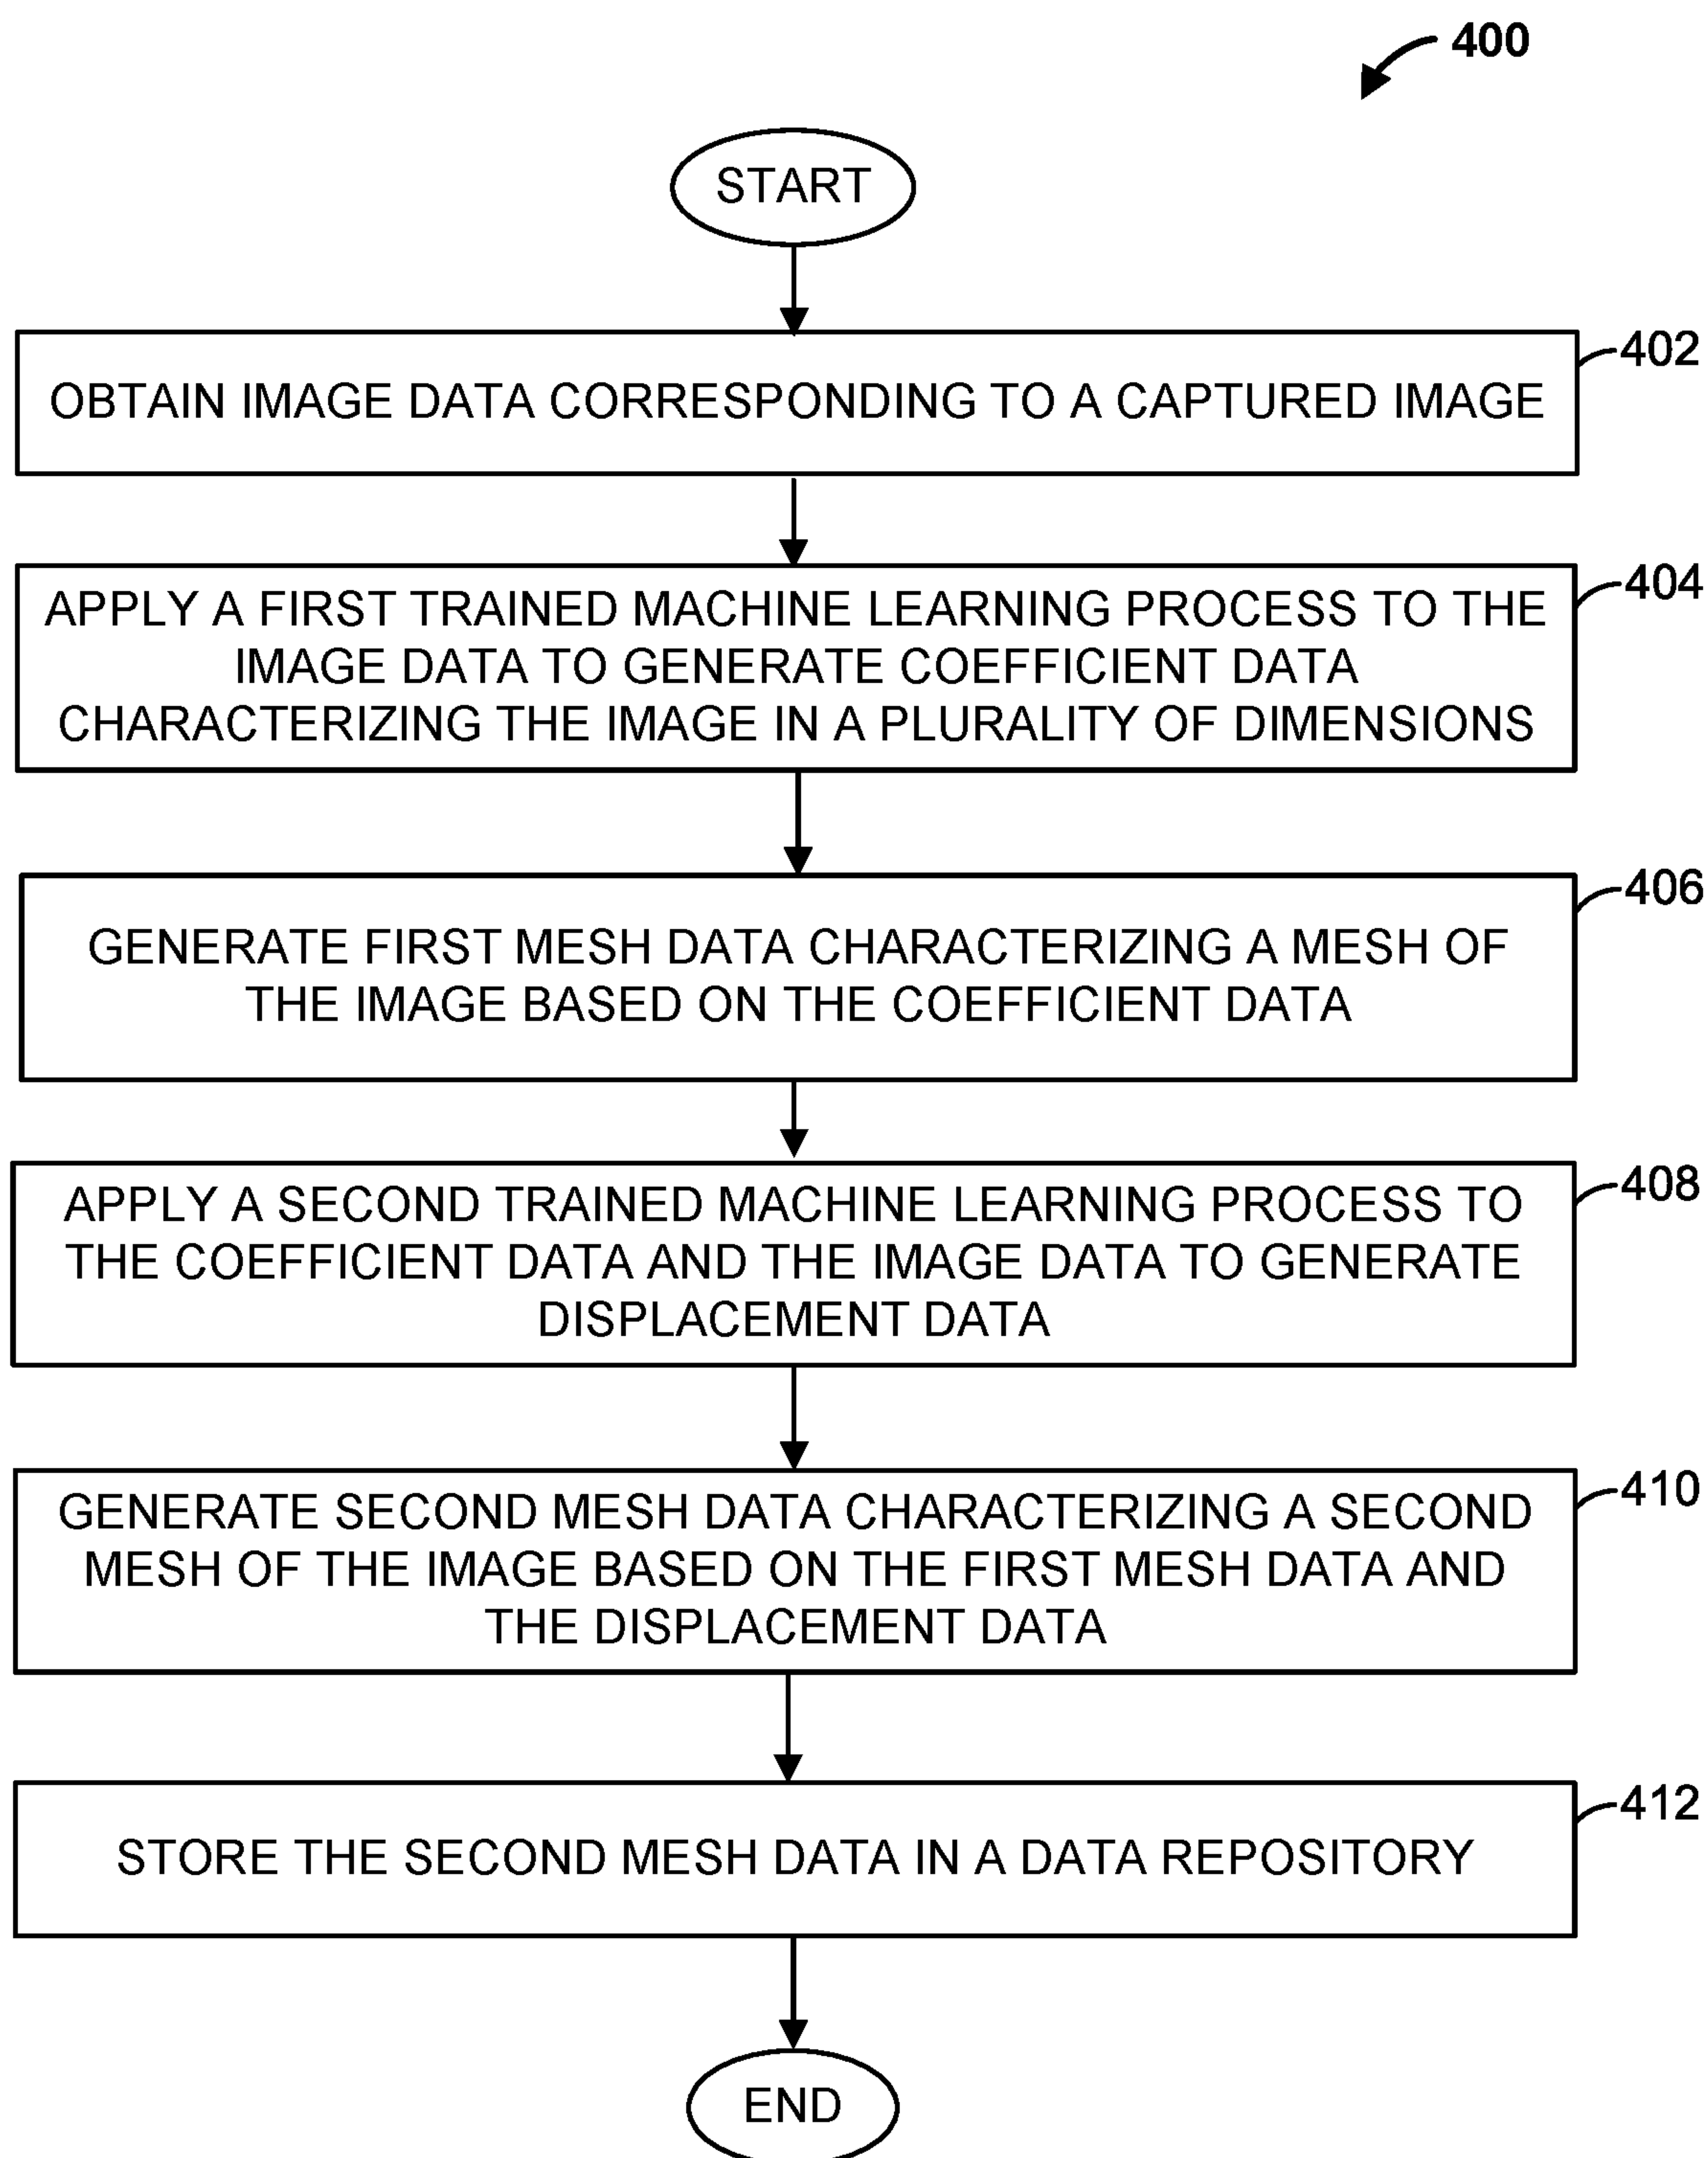 400
START
402
OBTAIN IMAGE DATA CORRESPONDING TO A CAPTURED IMAGE
404
APPLY A FIRST TRAINED MACHINE LEARNING PROCESS TO THE
IMAGE DATA TO GENERATE COEFFICIENT DATA
CHARACTERIZING THE IMAGE IN A PLURALITY OF DIMENSIONS
406
GENERATE FIRST MESH DATA CHARACTERIZING A MESH OF
THE IMAGE BASED ON THE COEFFICIENT DATA
408
APPLY A SECOND TRAINED MACHINE LEARNING PROCESS TO
THE COEFFICIENT DATA AND THE IMAGE DATA TO GENERATE
DISPLACEMENT DATA
410
GENERATE SECOND MESH DATA CHARACTERIZING A SECOND
MESH OF THE IMAGE BASED ON THE FIRST MESH DATA AND
THE DISPLACEMENT DATA
412
STORE THE SECOND MESH DATA IN A DATA REPOSITORY
END